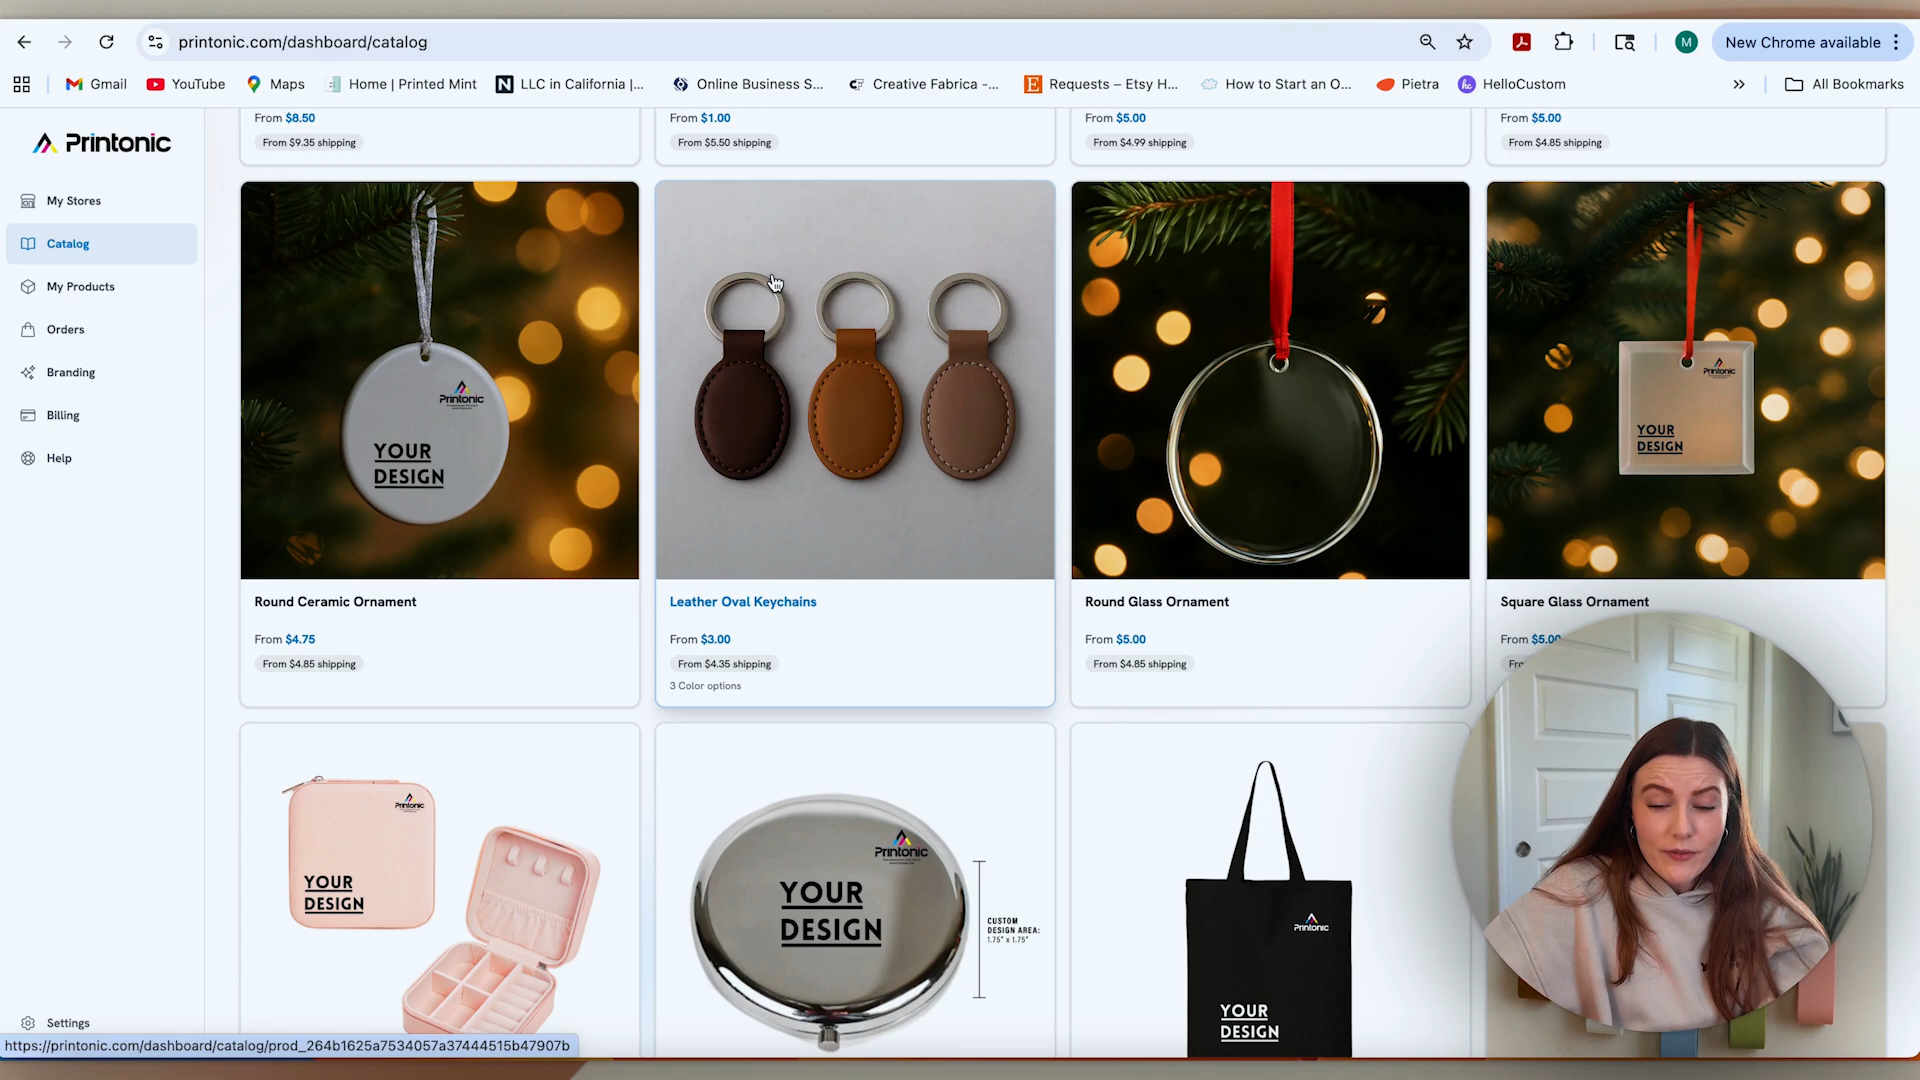 printonic.com/dashboard/catalog
M
New Chrome available
Gmail
YouTube
Maps
Home | Printed Mint
LLC in California |...
Online Business S...
Creative Fabrica -...
Requests – Etsy H...
How to Start an O...
Pietra
hc
HelloCustom
All Bookmarks
Printonic
My Stores
Catalog
My Products
Orders
Branding
Billing
Help
Settings
From $8.50
From $9.35 shipping
From $1.00
From $5.50 shipping
From $5.00
From $4.99 shipping
From $5.00
From $4.85 shipping
Printonic
YOUR
DESIGN
Printonic
YOUR
DESIGN
Round Ceramic Ornament
From $4.75
From $4.85 shipping
Leather Oval Keychains
From $3.00
From $4.35 shipping
3 Color options
Round Glass Ornament
From $5.00
From $4.85 shipping
Square Glass Ornament
From $5.00
Printonic
YOUR
DESIGN
Printonic
YOUR
DESIGN
CUSTOM
DESIGN AREA:
1.75" x 1.75"
Printonic
YOUR
DESIGN
https://printonic.com/dashboard/catalog/prod_264b1625a7534057a37444515b47907b